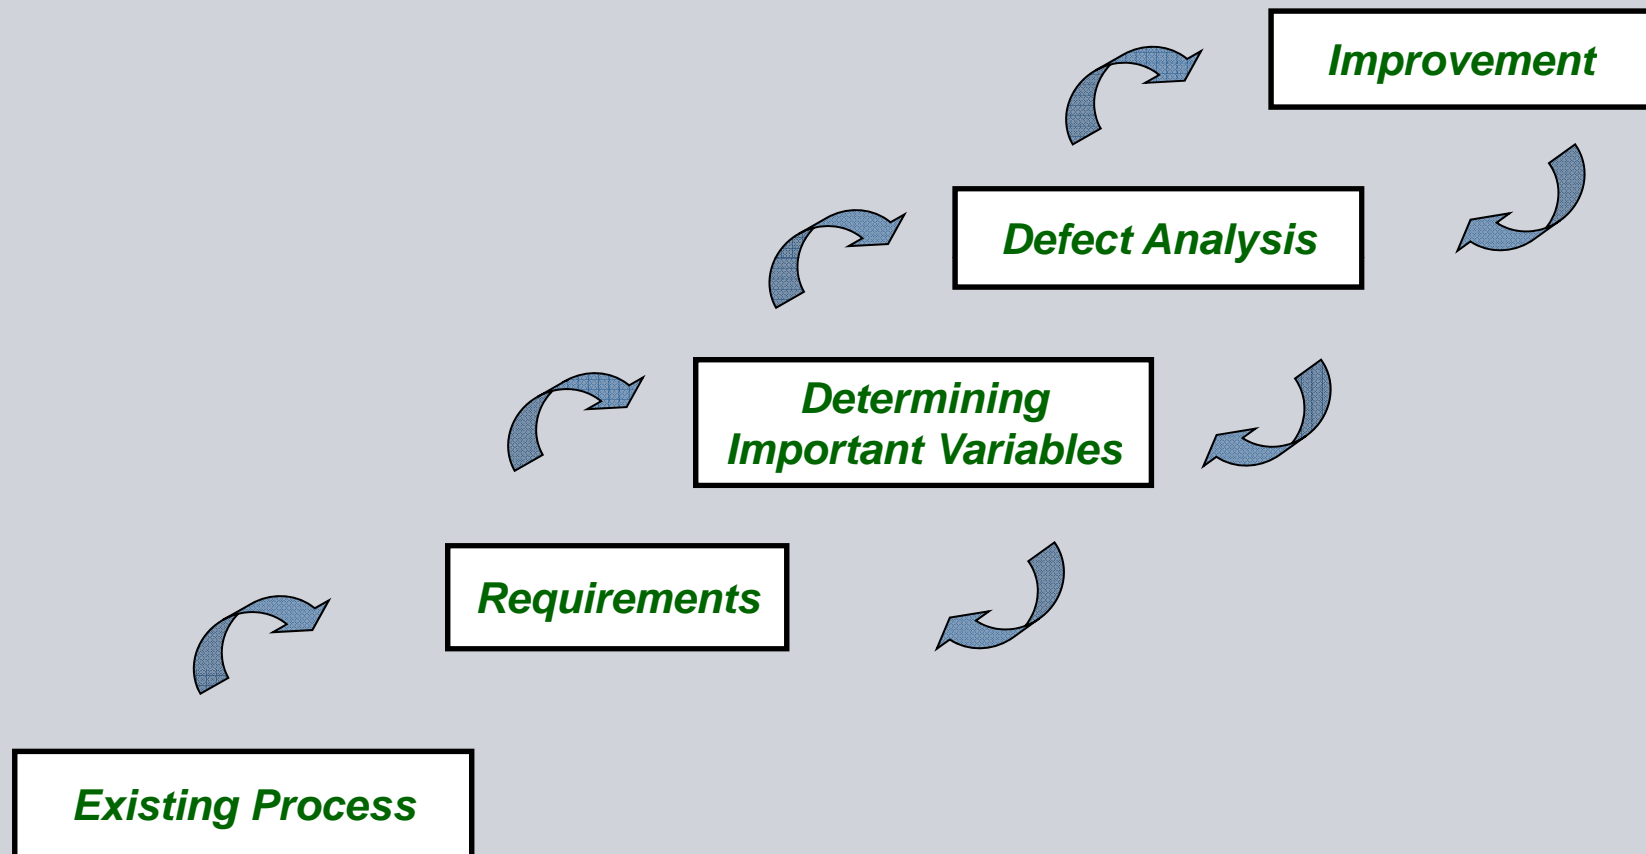 Improvement
Defect Analysis
Determining
Important Variables
Requirements
Existing Process